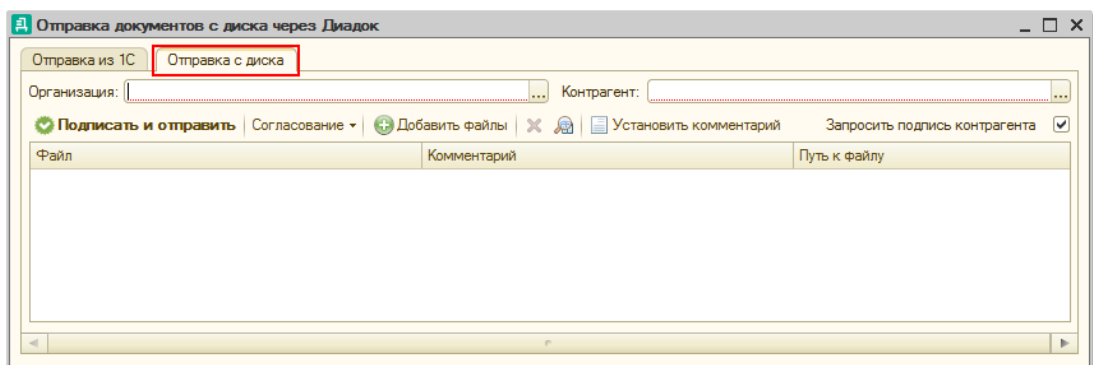 Отправка документов с диска через Диадок
Отправка из 1С Отправка с диска
Организация: ... Контрагент: ...
Подписать и отправить Согласование Добавить файлы Установить комментарий Запросить подпись контрагента
Файл Комментарий Путь к файлу